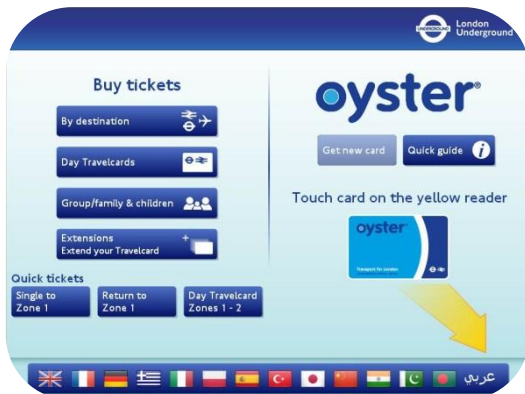 UNDERGROUND
London
Underground
Buy tickets
By destination
Day Travelcards
Group/family & children
Extensions
Extend your Travelcard
Quick tickets
Single to
Zone 1
Return to
Zone 1
Day Travelcard
Zones 1 - 2
oyster®
Get new card
Quick guide i
Touch card on the yellow reader
oyster
Transport for London
عربي